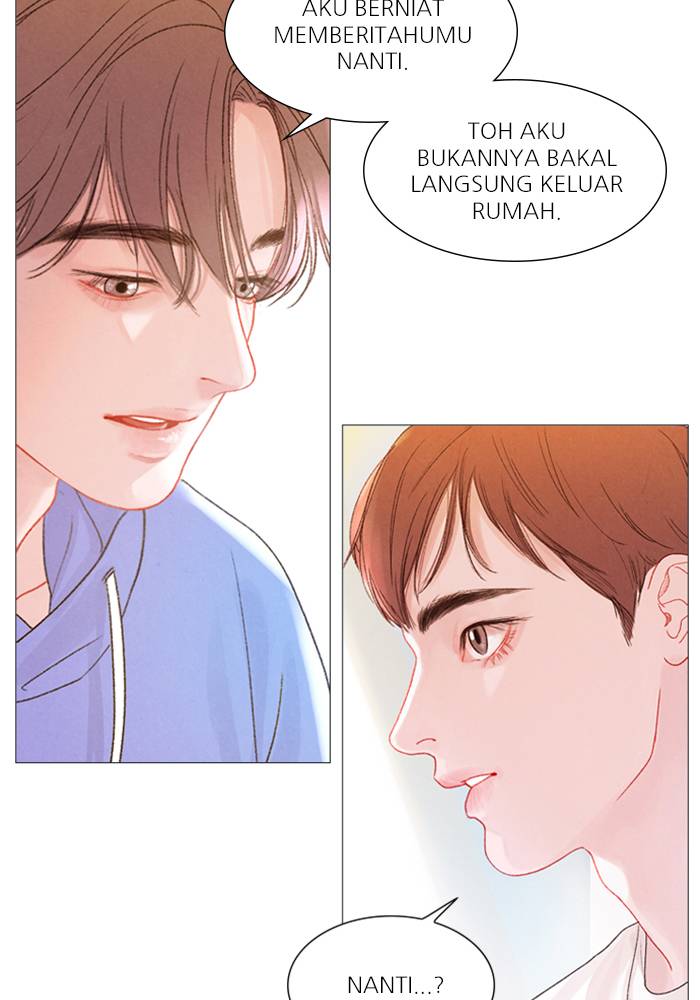 AKU BERNIAT
MEMBERITAHUMU
NANTI.
TOH AKU
BUKANNYA BAKAL
LANGSUNG KELUAR
RUMAH.
NANTI...?